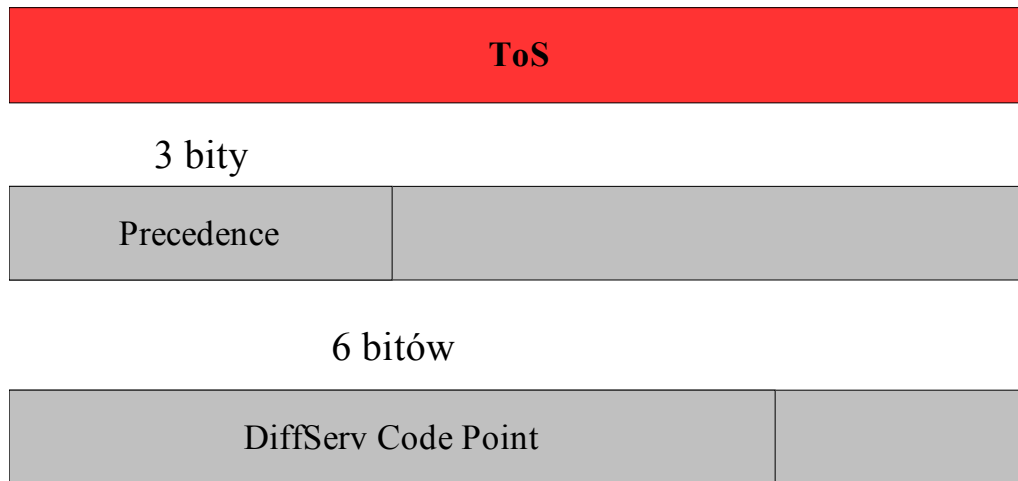 ToS
3 bity
Precedence
6 bitów
DiffServ Code Point